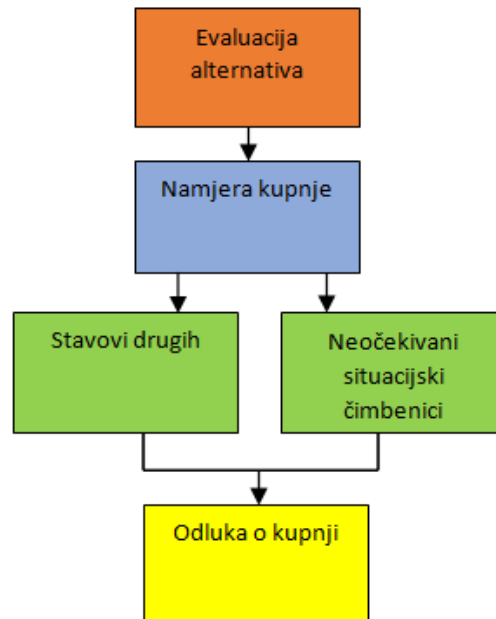 Evaluacija
alternativa
Namjera kupnje
Stavovi drugih
Neočekivani
situacijski
čimbenici
Odluka o kupnji